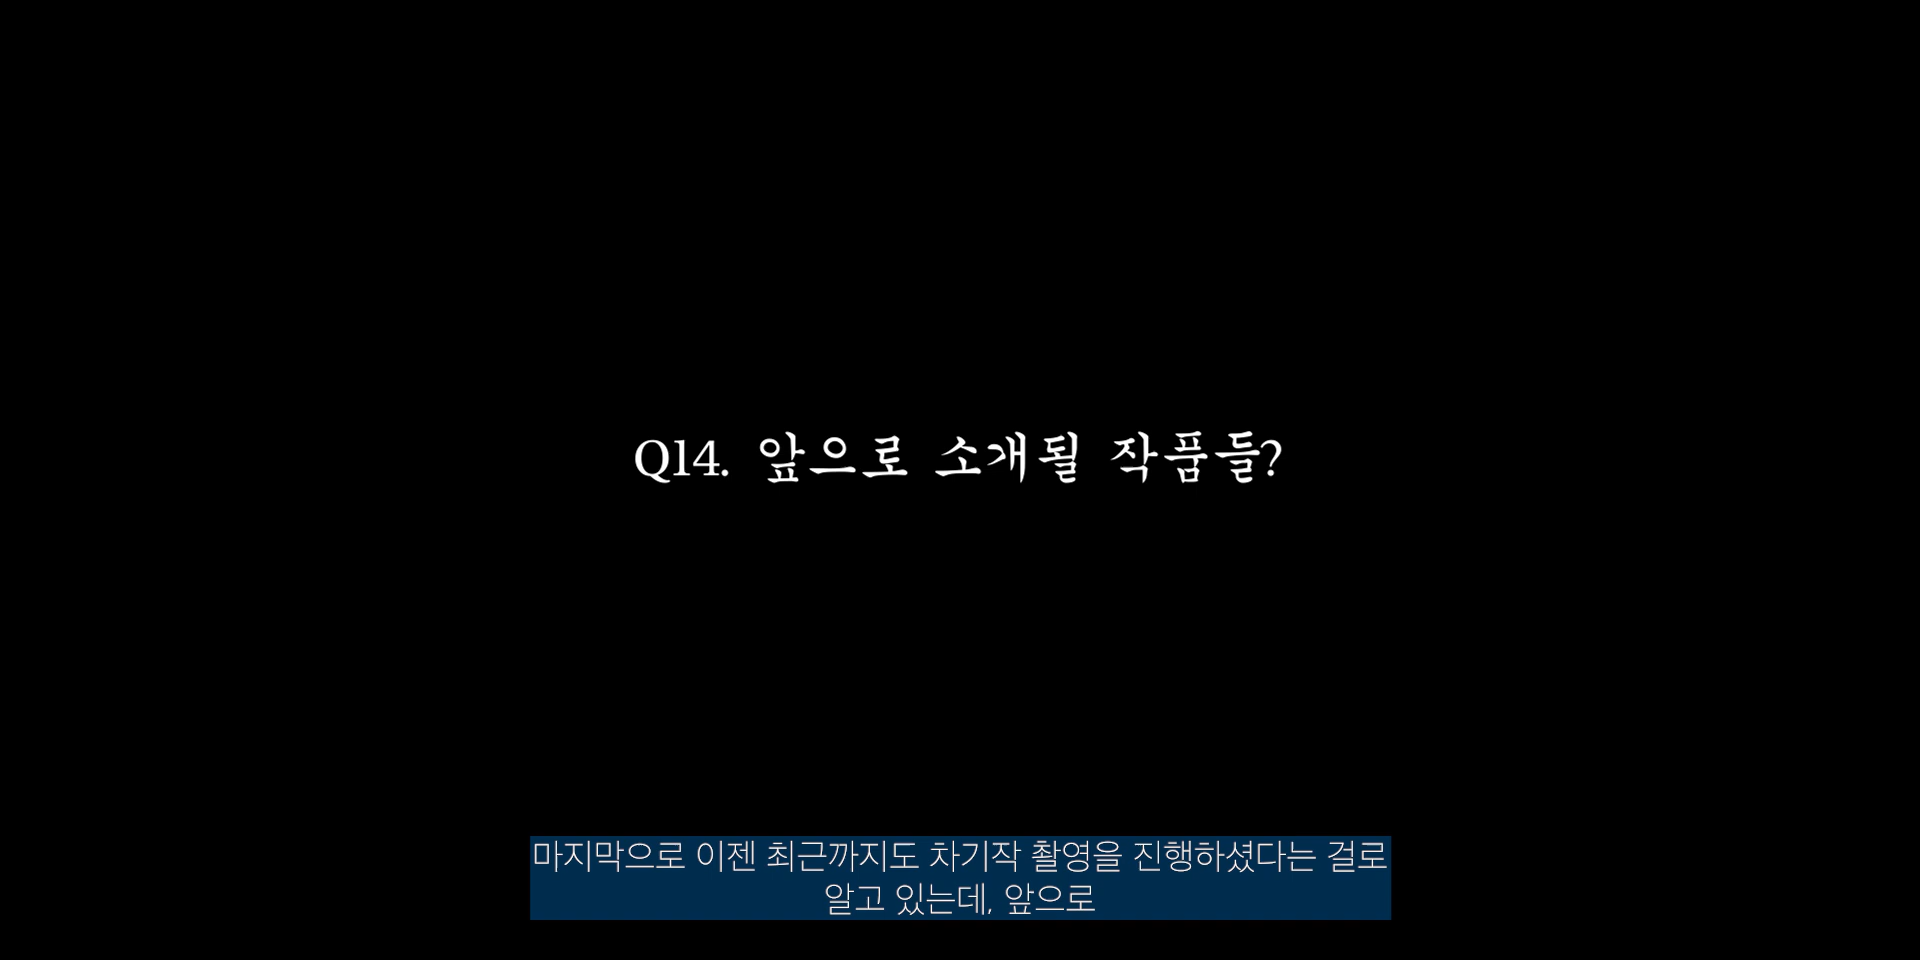 Q14. 앞으로 소개될 작품들?
마지막으로 이젠 최근까지도 차기작 촬영을 진행하셨다는 걸로
알고 있는데, 앞으로